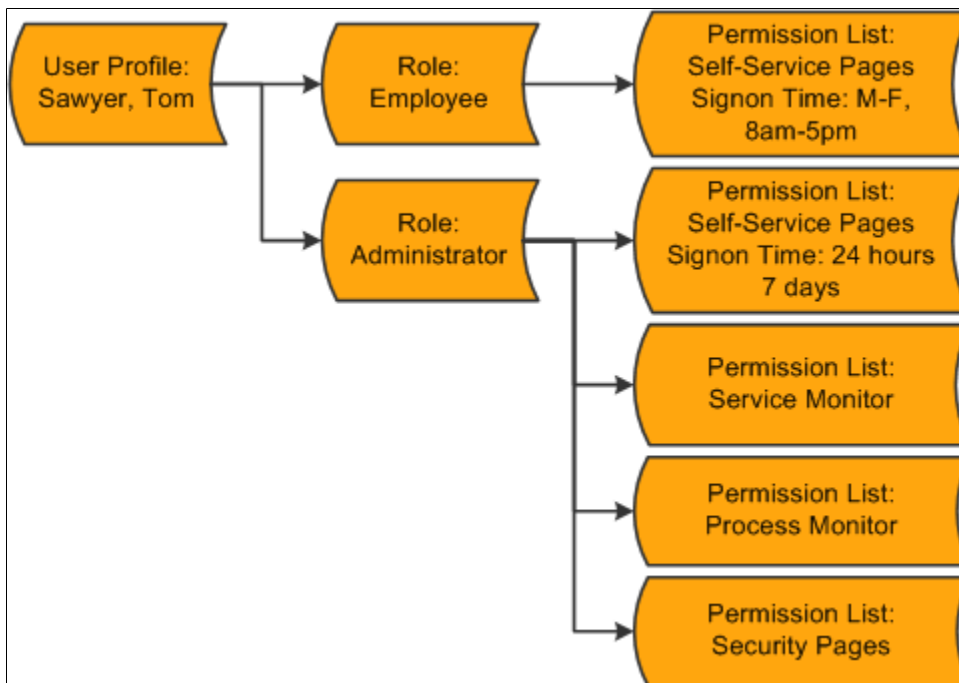 User Profile:
Sawyer, Tom
Role:
Employee
Permission List:
Self-Service Pages
Signon Time: M-F,
8am-5pm
Role:
Administrator
Permission List:
Self-Service Pages
Signon Time: 24 hours
7 days
Permission List:
Service Monitor
Permission List:
Process Monitor
Permission List:
Security Pages